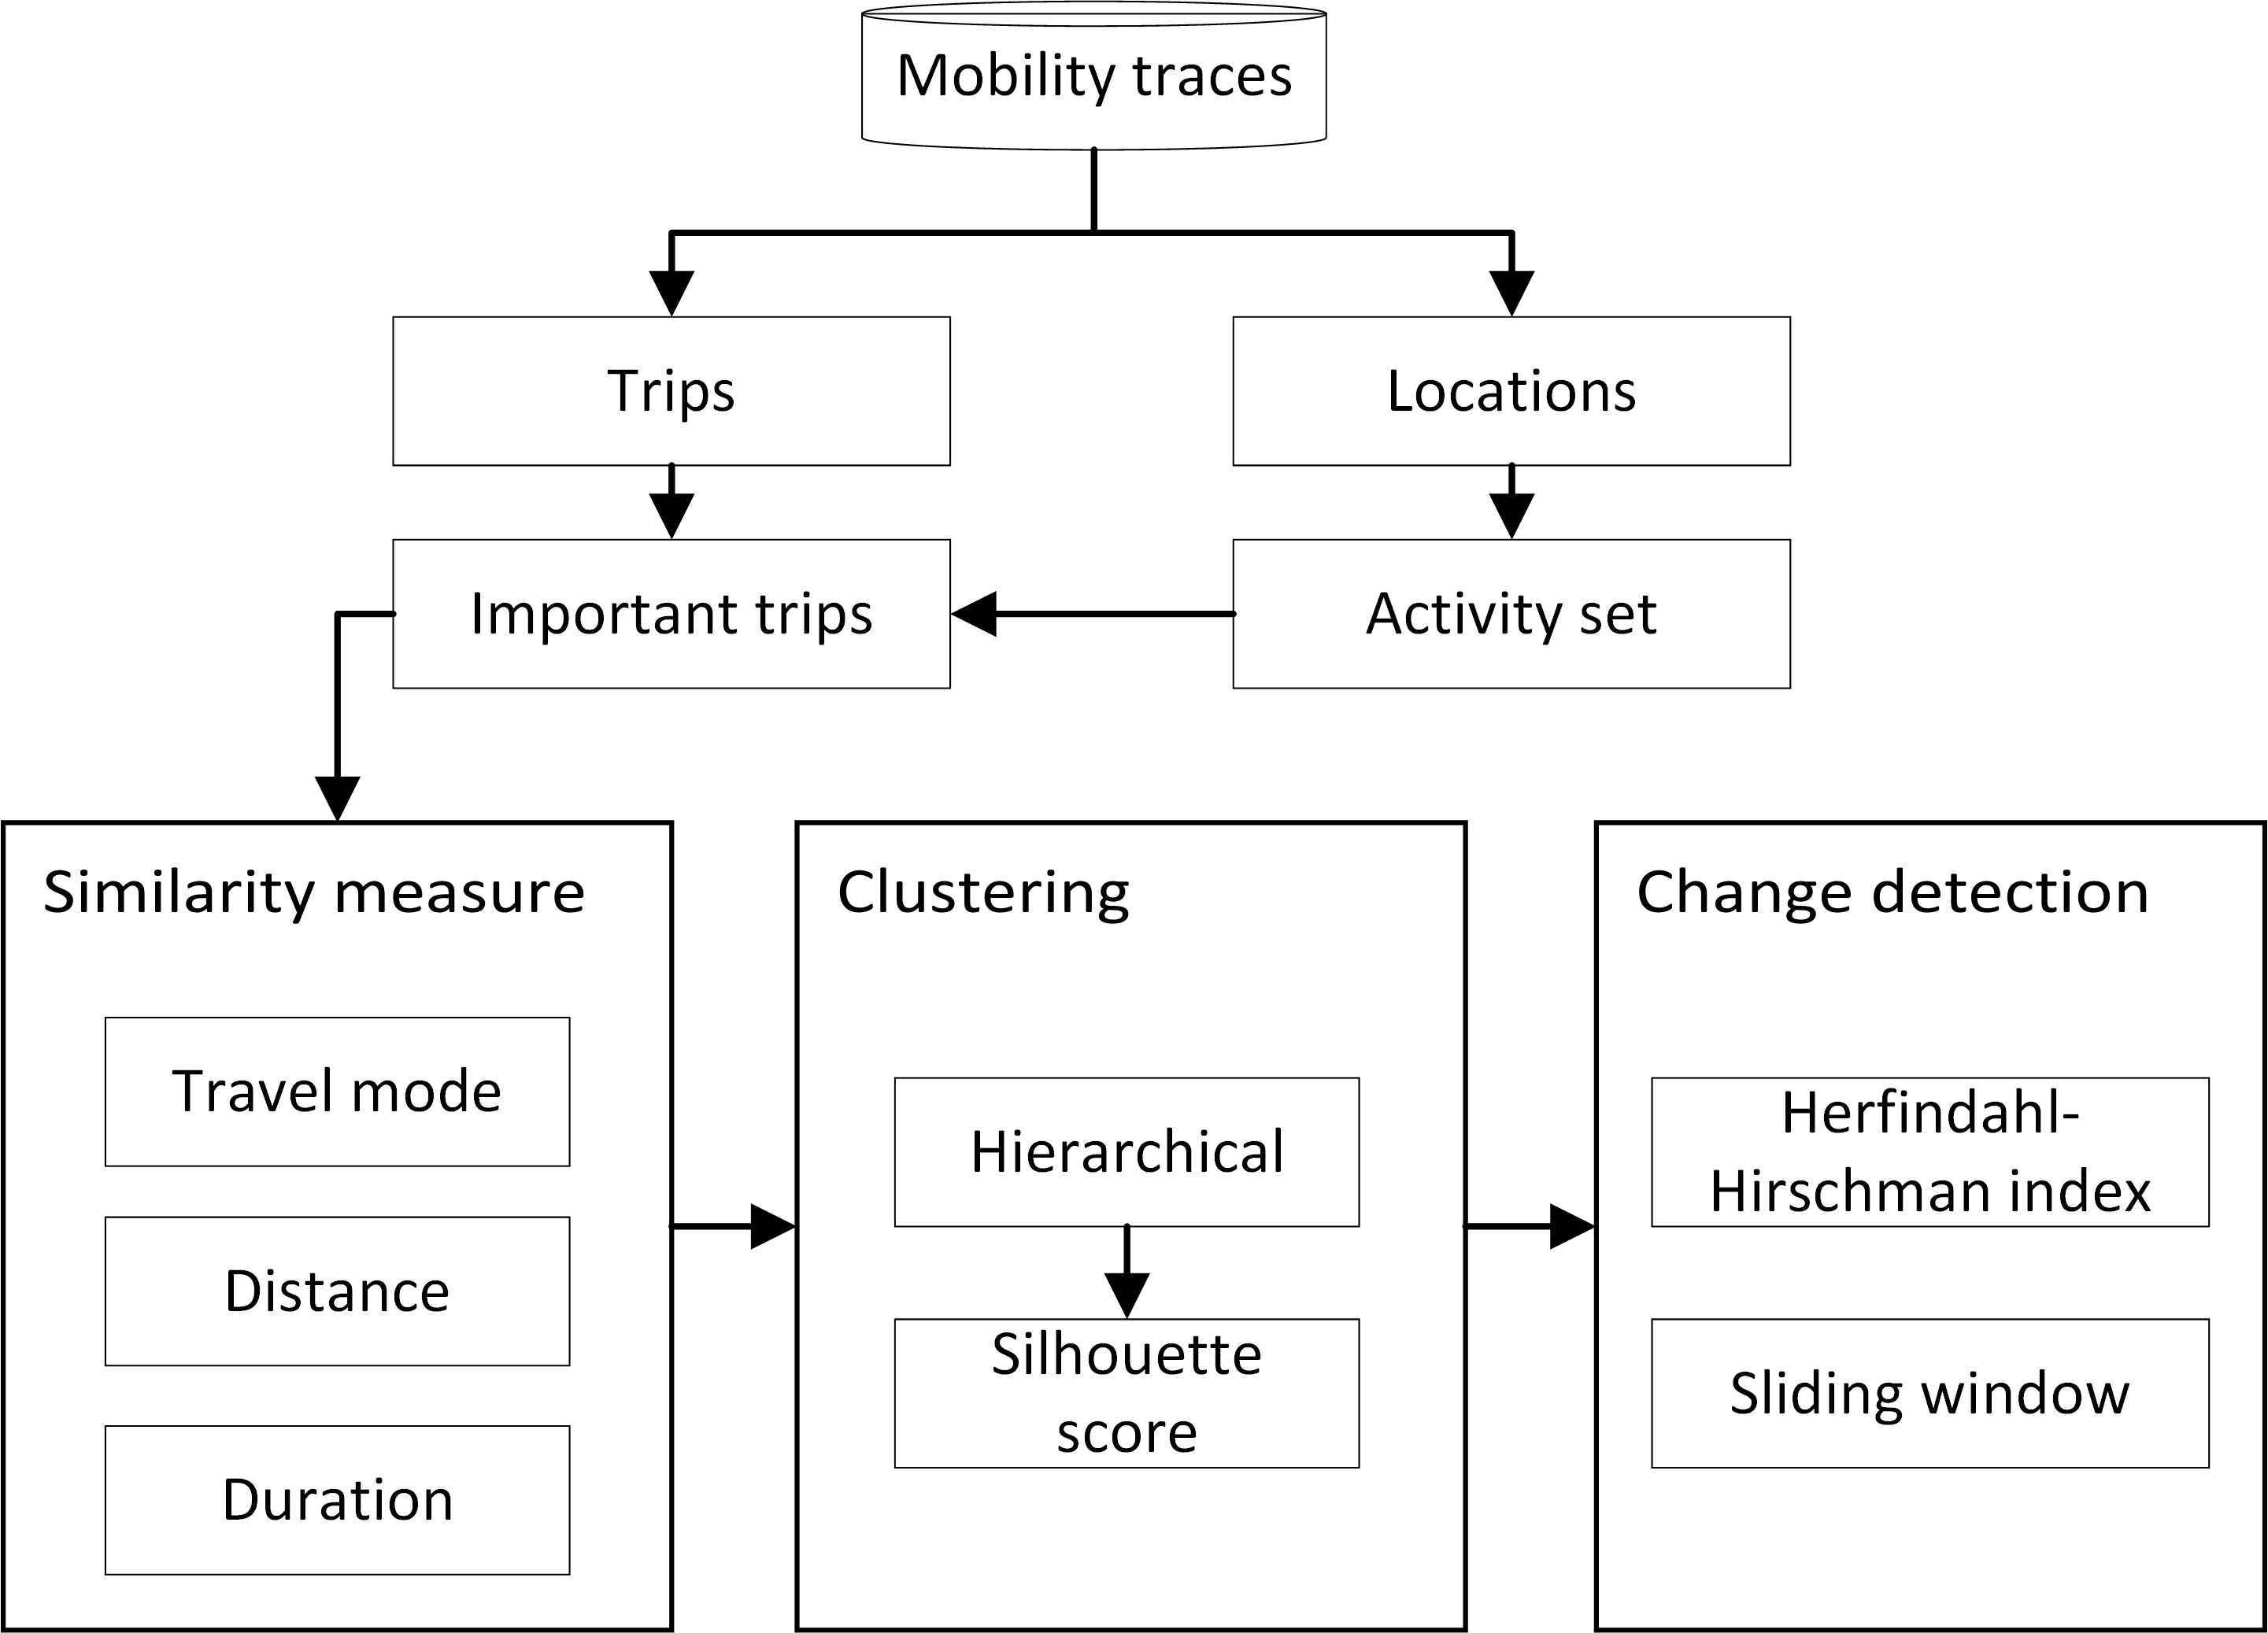 Mobility traces
Trips
Locations
Important trips
Activity set
Similarity measure
Travel mode
Distance
Duration
Clustering
Hierarchical
Silhouette
score
Change detection
Herfindahl-
Hirschman index
Sliding window